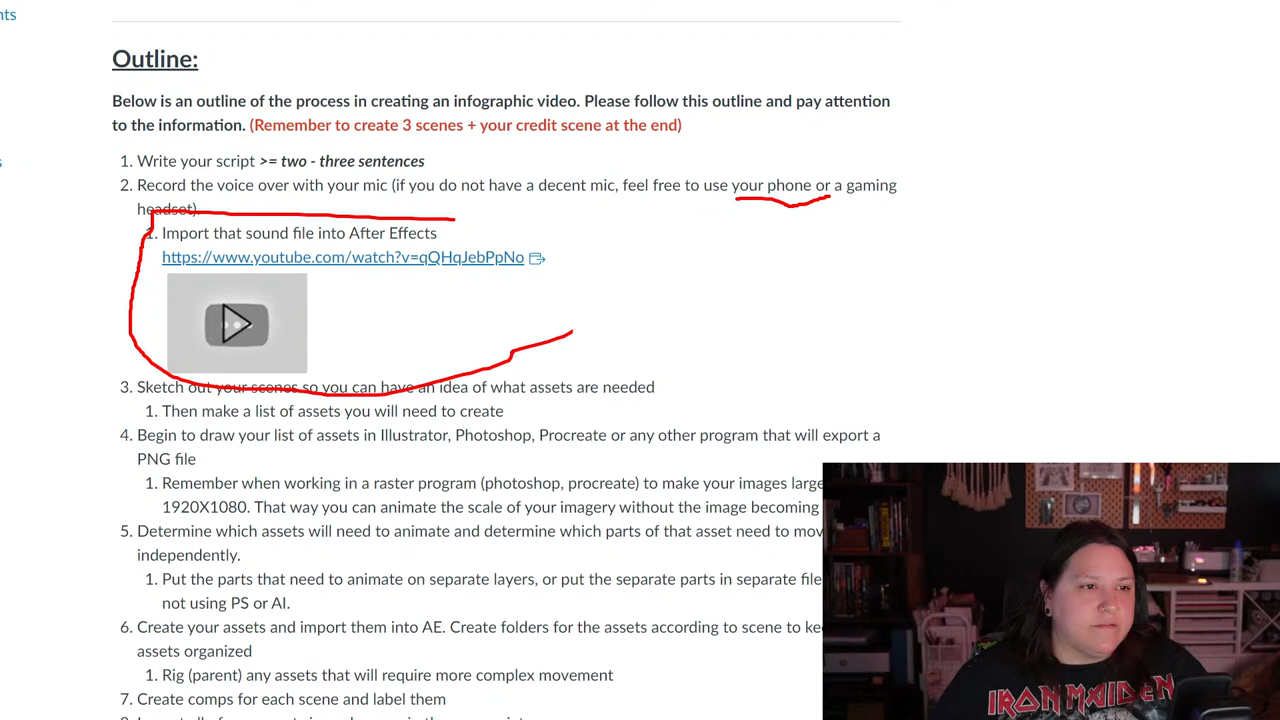 nts
Outline:
Below is an outline of the process in creating an infographic video. Please follow this outline and pay attention
to the information. (Remember to create 3 scenes + your credit scene at the end)
1. Write your script >= two - three sentences
2. Record the voice over with your mic (if you do not have a decent mic, feel free to use your phone or a gaming
headset).
1. Import that sound file into After Effects
https://www.youtube.com/watch?v=qQHqJebPpNo
3. Sketch out your scenes so you can have an idea of what assets are needed
1. Then make a list of assets you will need to create
4. Begin to draw your list of assets in Illustrator, Photoshop, Procreate or any other program that will export a
PNG file
1. Remember when working in a raster program (photoshop, procreate) to make your images large
1920X1080. That way you can animate the scale of your imagery without the image becoming
5. Determine which assets will need to animate and determine which parts of that asset need to mov
independently.
1. Put the parts that need to animate on separate layers, or put the separate parts in separate file
not using PS or AI.
6. Create your assets and import them into AE. Create folders for the assets according to scene to kee
assets organized
1. Rig (parent) any assets that will require more complex movement
7. Create comps for each scene and label them
IRON MAIDEN